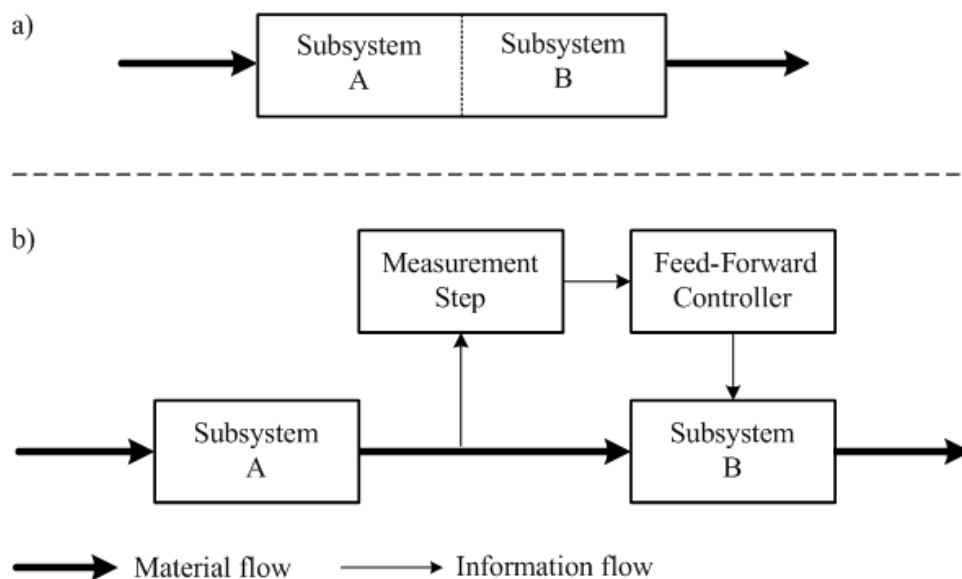 a)
Subsystem
A
Subsystem
B
b)
Measurement
Step
Feed-Forward
Controller
Subsystem
A
Subsystem
B
Material flow
Information flow